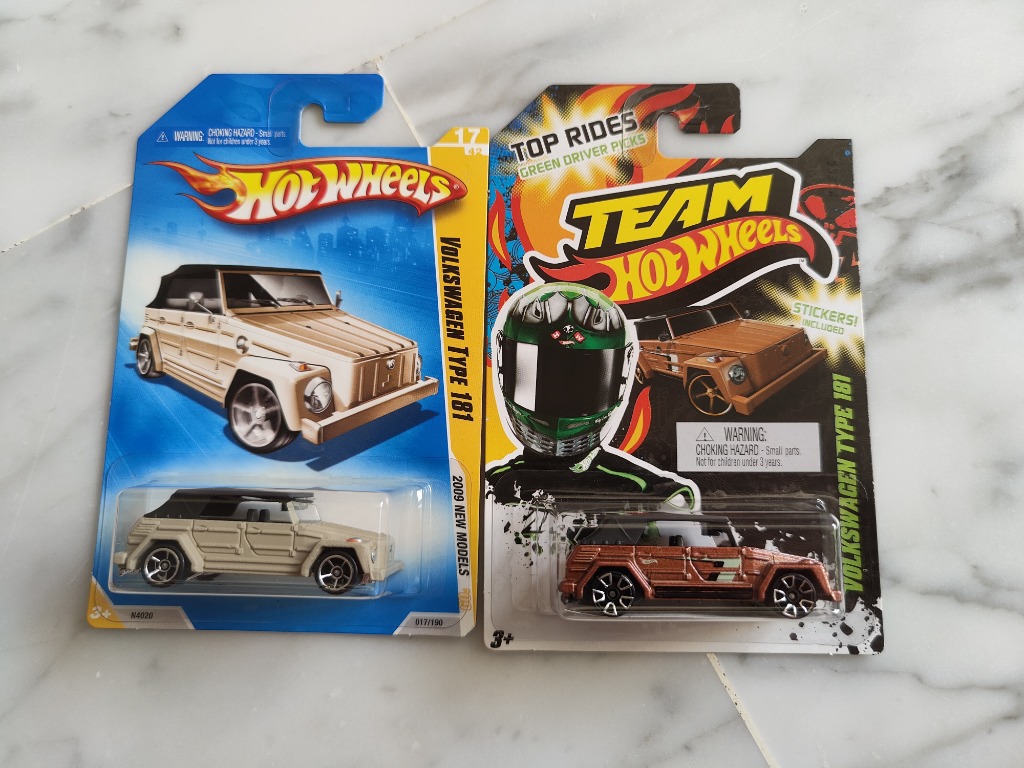 WARNING: CHOKING HAZARD - Small parts.
Not for children under 3 years.
17
42
HOT WHEELS
VOLKSWAGEN TYPE 181
2009 NEW MODELS
N4020
017/190
TOP RIDES
GREEN DRIVER PICKS
TEAM
HOT WHEELS
STICKERS!
INCLUDED
VOLKSWAGEN TYPE 181
WARNING:
CHOKING HAZARD - Small parts.
Not for children under 3 years.
3+